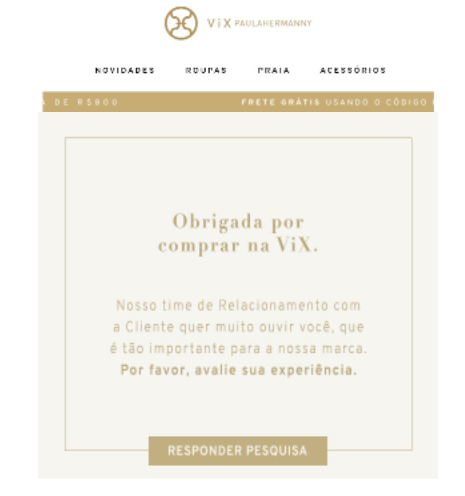 ViX PAULAHERMANNY
NOVIDADES ROUPAS PRAIA ACESSÓRIOS
A DE R$800 FRETE GRÁTIS USANDO O CÓDIGO
Obrigada por
comprar na ViX.
Nosso time de Relacionamento com
a Cliente quer muito ouvir você, que
é tão importante para a nossa marca.
Por favor, avalie sua experiência.
RESPONDER PESQUISA